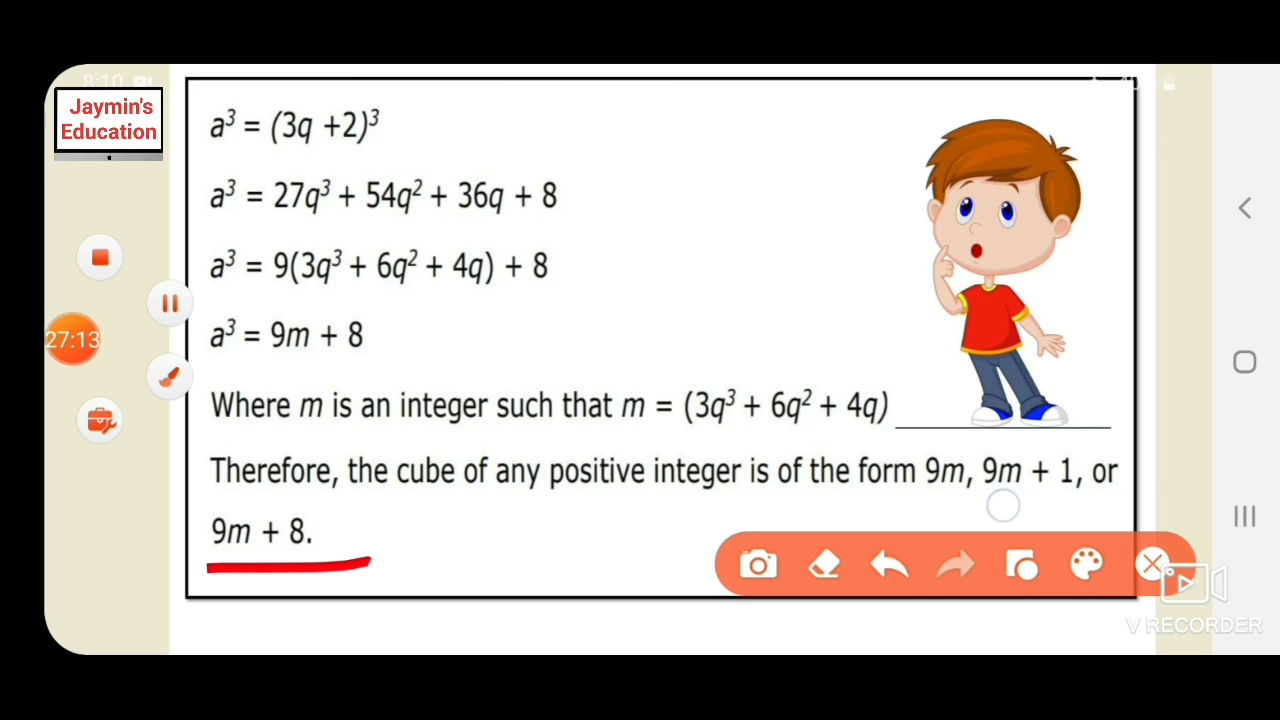 8:10
Jaymin's
Education
a³ = (3q +2)³
a³ = 27q³ + 54q² + 36q + 8
a³ = 9(3q³ + 6q² + 4q) + 8
27:13
a³ = 9m + 8
Where m is an integer such that m = (3q³ + 6q² + 4q)
Therefore, the cube of any positive integer is of the form 9m, 9m + 1, or
9m + 8.
V RECORDER